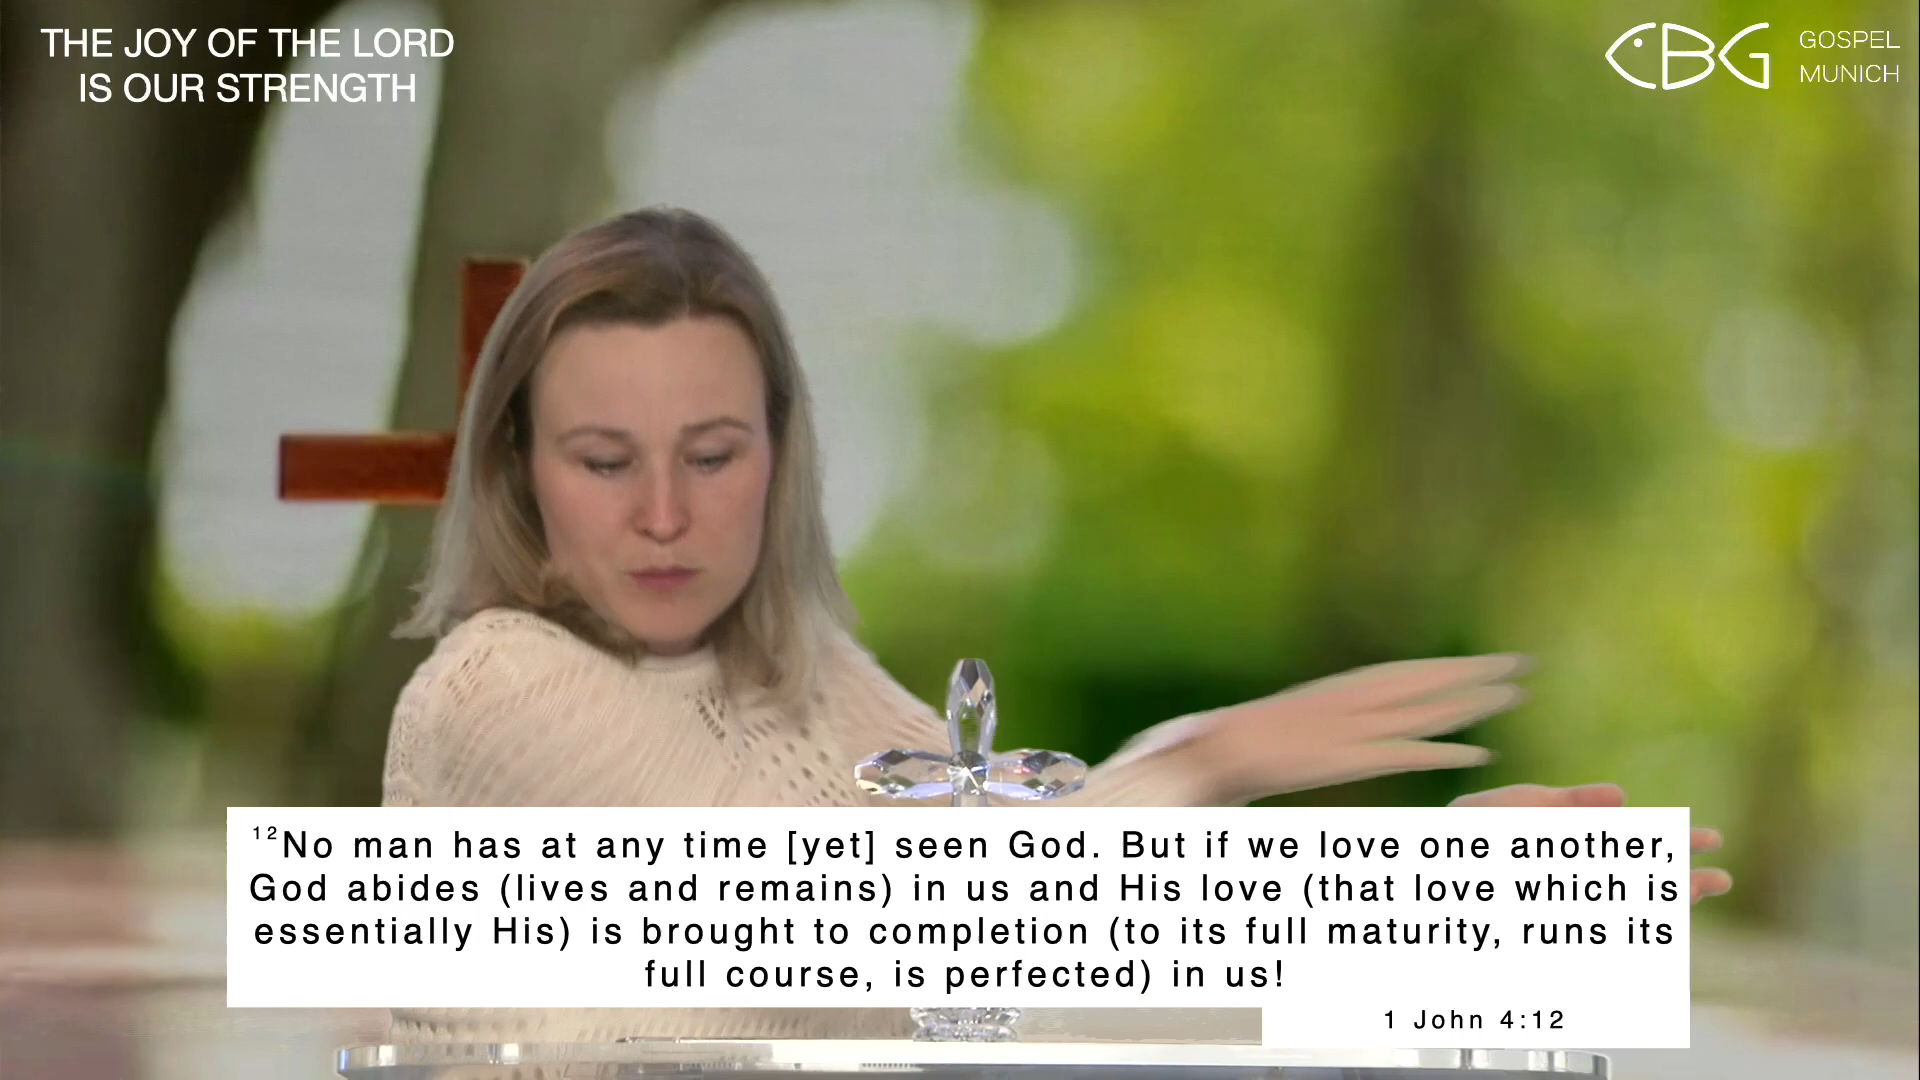 THE JOY OF THE LORD
IS OUR STRENGTH
CBG
GOSPEL
MUNICH
¹²No man has at any time [yet] seen God. But if we love one another,
God abides (lives and remains) in us and His love (that love which is
essentially His) is brought to completion (to its full maturity, runs its
full course, is perfected) in us!
1 John 4:12